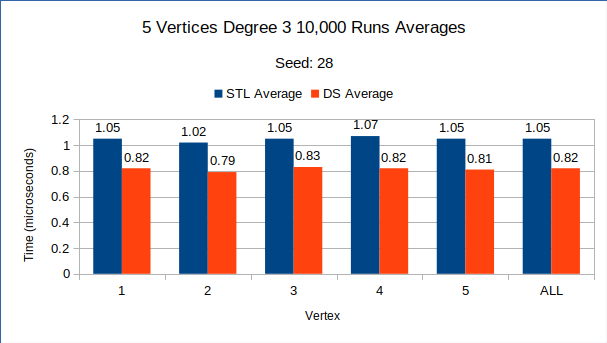 5 Vertices Degree 3 10,000 Runs Averages
Seed: 28
STL Average DS Average
Time (microseconds)
1.2
1
0.8
0.6
0.4
0.2
0
1.05 0.82 1.02 0.79 1.05 0.83 1.07 0.82 1.05 0.81 1.05 0.82
1 2 3 4 5 ALL
Vertex